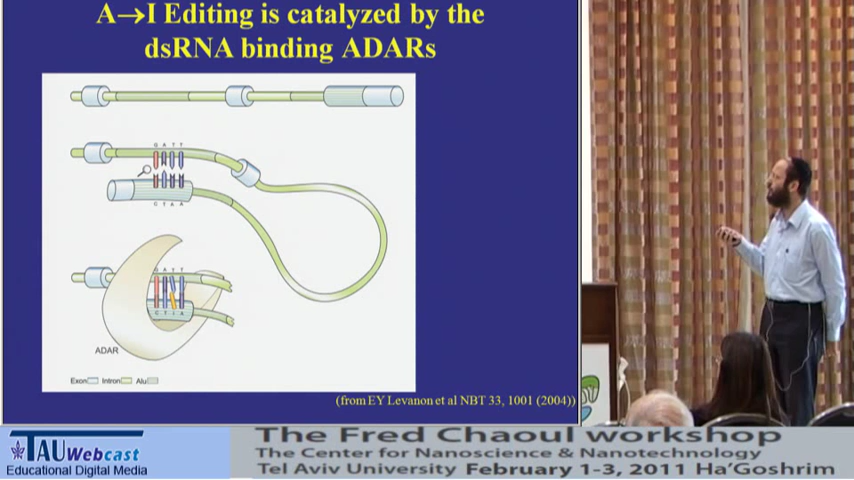 A→I Editing is catalyzed by the
dsRNA binding ADARs
G A T T
C T A A
G A T T
C T I A
ADAR
Exon Intron Alu
(from EY Levanon et al NBT 33, 1001 (2004))
TAUWebcast
Educational Digital Media
The Fred Chaoul workshop
The Center for Nanoscience & Nanotechnology
Tel Aviv University February 1-3, 2011 Ha'Goshrim